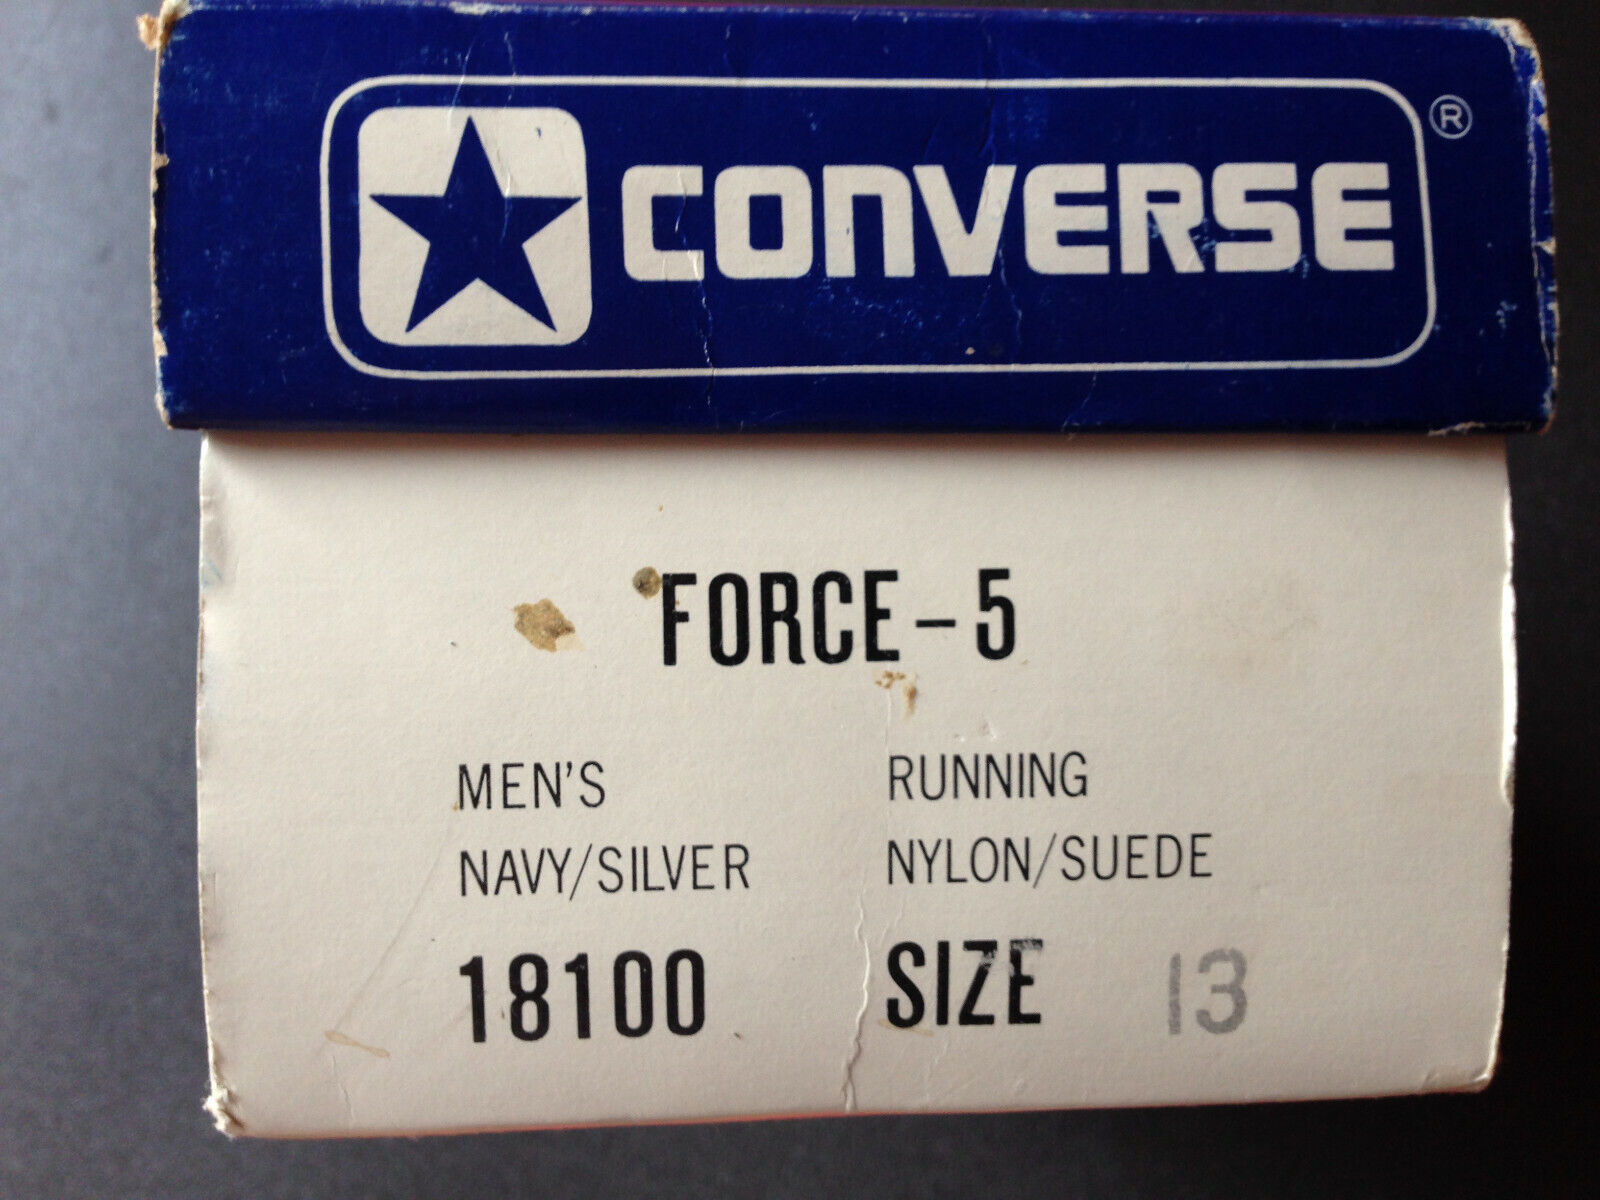 CONVERSE®
FORCE-5
MEN'S RUNNING
NAVY/SILVER NYLON/SUEDE
18100 SIZE 13